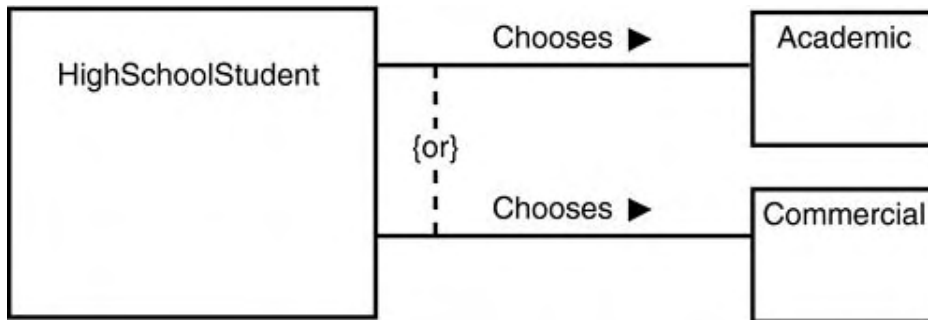 Chooses ▶
Academic
HighSchoolStudent
{or}
Chooses ▶
Commercial